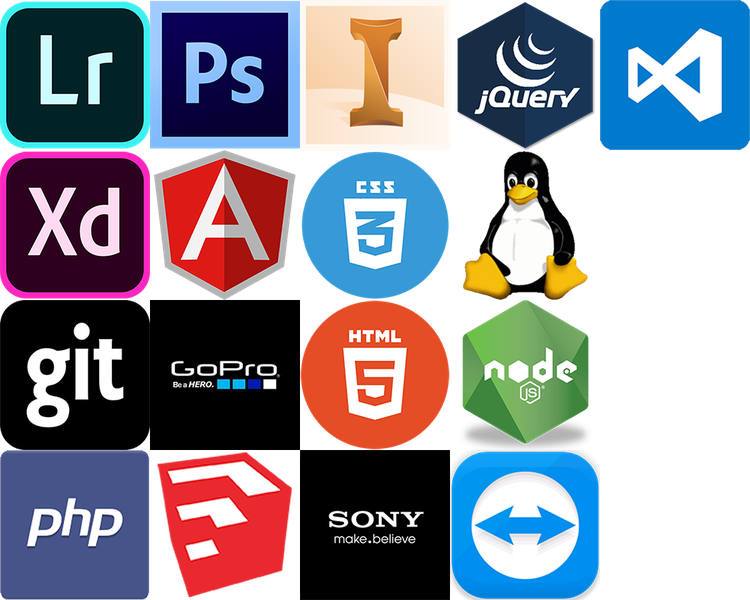 Lr
Ps
I
jQuery
Xd
A
CSS
3
git
GoPro
Be a HERO.
HTML
5
node
JS
php
SONY
make.believe